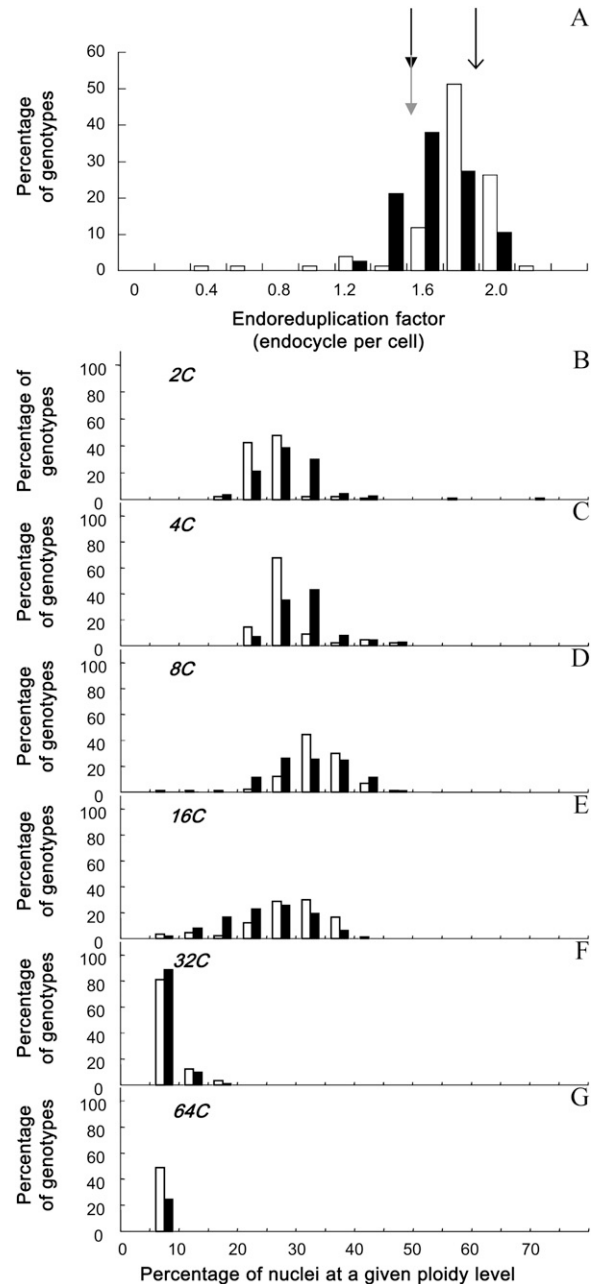 A
Percentage
of genotypes
60
50
40
30
20
10
0
0 0.4 0.8 1.2 1.6 2.0
Endoreduplication factor
(endocycle per cell)
B
2C
Percentage of
genotypes
100
80
60
40
20
0
C
4C
Percentage
of genotypes
100
80
60
40
20
0
D
8C
Percentage
of genotypes
100
80
60
40
20
0
E
16C
Percentage
of genotypes
100
80
60
40
20
0
F
32C
Percentage
of genotypes
100
80
60
40
20
0
G
64C
Percentage
of genotypes
100
80
60
40
20
0
0 10 20 30 40 50 60 70
Percentage of nuclei at a given ploidy level